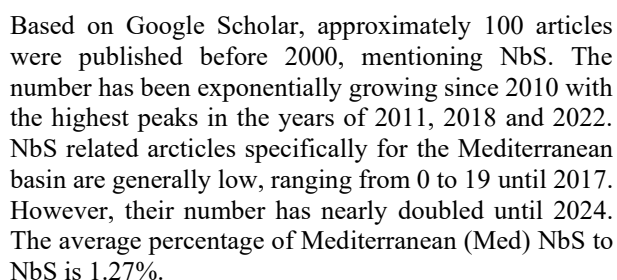 Based on Google Scholar, approximately 100 articles
were published before 2000, mentioning NbS. The
number has been exponentially growing since 2010 with
the highest peaks in the years of 2011, 2018 and 2022.
NbS related arcticles specifically for the Mediterranean
basin are generally low, ranging from 0 to 19 until 2017.
However, their number has nearly doubled until 2024.
The average percentage of Mediterranean (Med) NbS to
NbS is 1.27%.